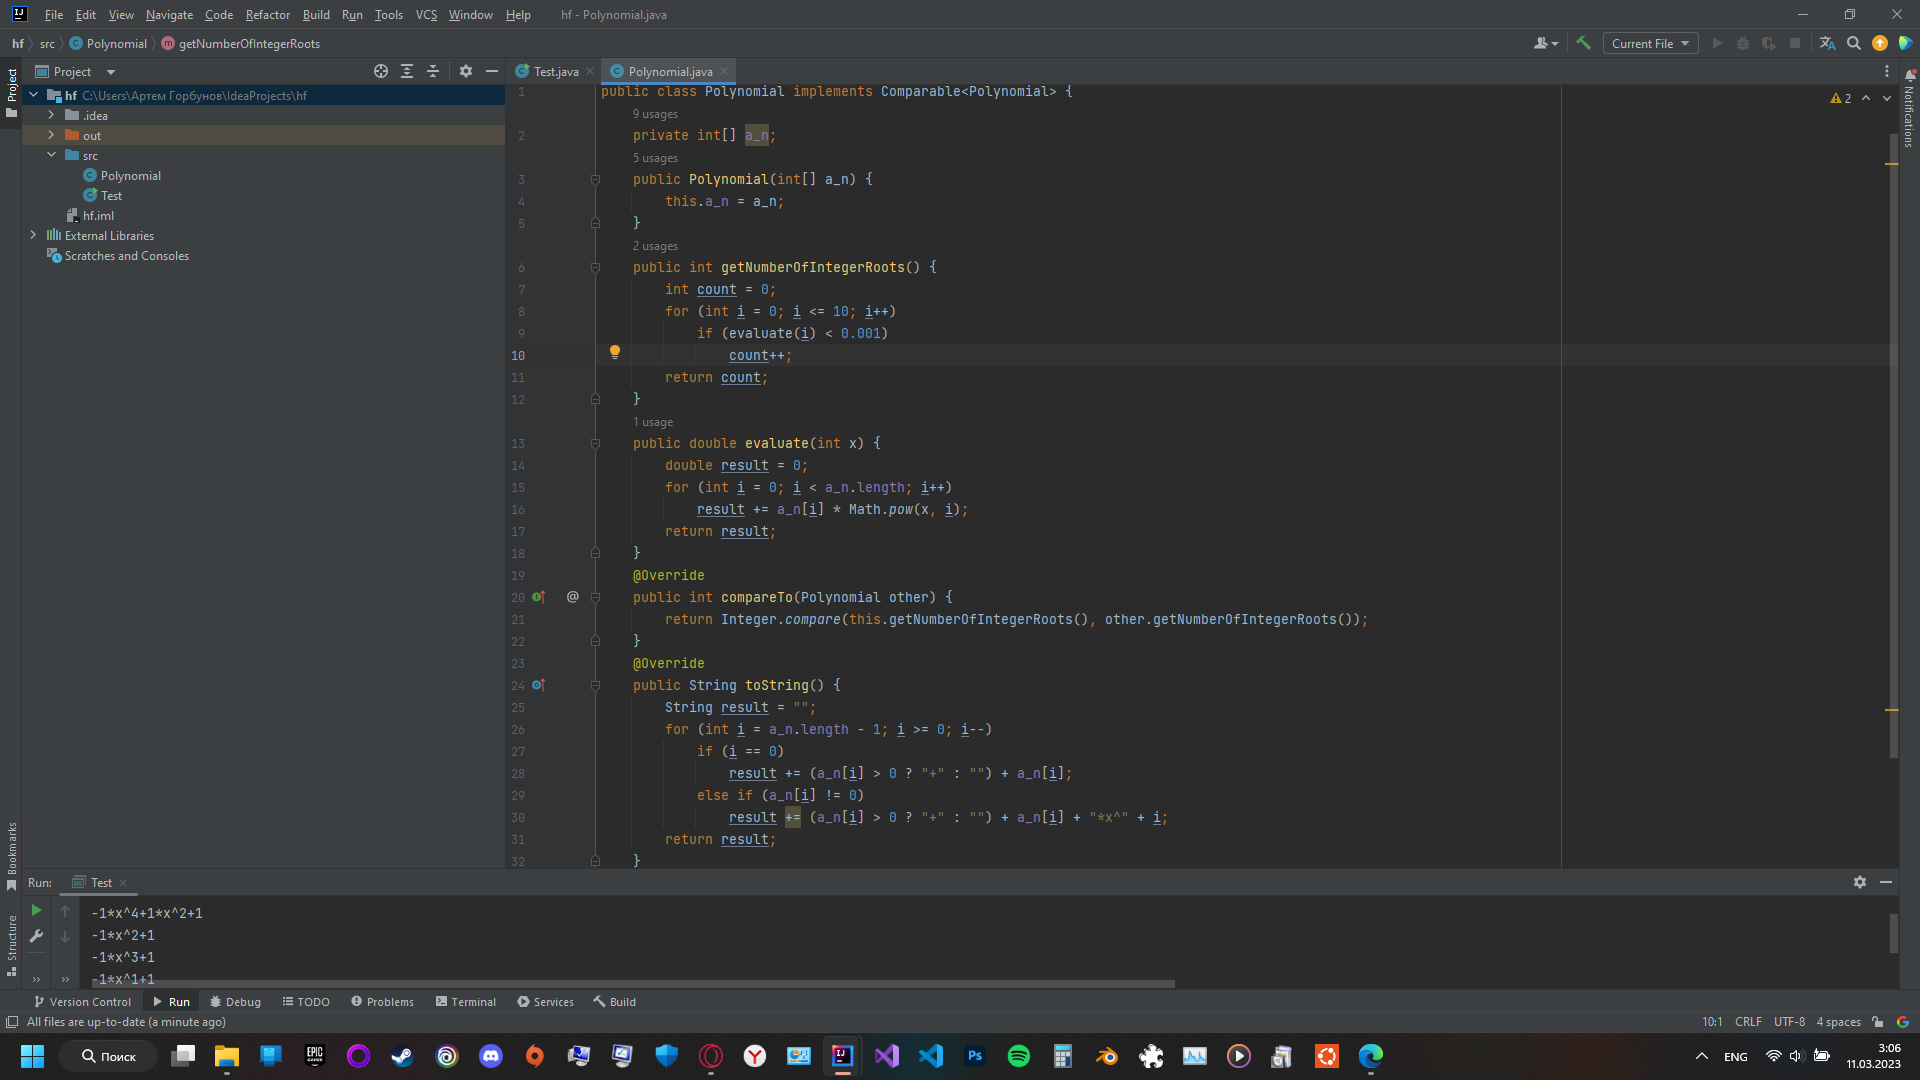 File Edit View Navigate Code Refactor Build Run Tools VCS Window Help hf - Polynomial.java
hf src Polynomial getNumberOfIntegerRoots Current File
Project
Project
hf C:\Users\Артем Горбунов\IdeaProjects\hf
.idea
out
src
Polynomial
Test
hf.iml
External Libraries
Scratches and Consoles
Test.java Polynomial.java
2
Notifications
1 public class Polynomial implements Comparable<Polynomial> {
9 usages
2 private int[] a_n;
5 usages
3 public Polynomial(int[] a_n) {
4 this.a_n = a_n;
5 }
2 usages
6 public int getNumberOfIntegerRoots() {
7 int count = 0;
8 for (int i = 0; i <= 10; i++)
9 if (evaluate(i) < 0.001)
10 count++;
11 return count;
12 }
1 usage
13 public double evaluate(int x) {
14 double result = 0;
15 for (int i = 0; i < a_n.length; i++)
16 result += a_n[i] * Math.pow(x, i);
17 return result;
18 }
19 @Override
20 @ public int compareTo(Polynomial other) {
21 return Integer.compare(this.getNumberOfIntegerRoots(), other.getNumberOfIntegerRoots());
22 }
23 @Override
24 public String toString() {
25 String result = "";
26 for (int i = a_n.length - 1; i >= 0; i--)
27 if (i == 0)
28 result += (a_n[i] > 0 ? "+" : "") + a_n[i];
29 else if (a_n[i] != 0)
30 result += (a_n[i] > 0 ? "+" : "") + a_n[i] + "*x^" + i;
31 return result;
32 }
Bookmarks
Structure
Run: Test
-1*x^4+1*x^2+1
-1*x^2+1
-1*x^3+1
-1*x^1+1
Version Control Run Debug TODO Problems Terminal Services Build
All files are up-to-date (a minute ago) 10:1 CRLF UTF-8 4 spaces
Поиск EPIC GAMES IJ Ps ENG 3:06
11.03.2023